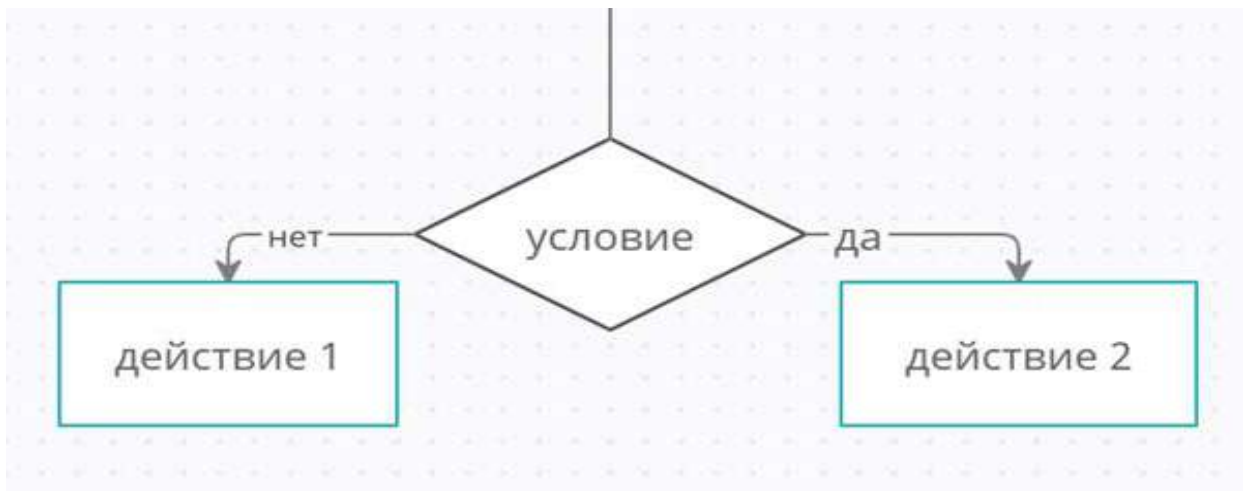 нет
условие
да
действие 1
действие 2